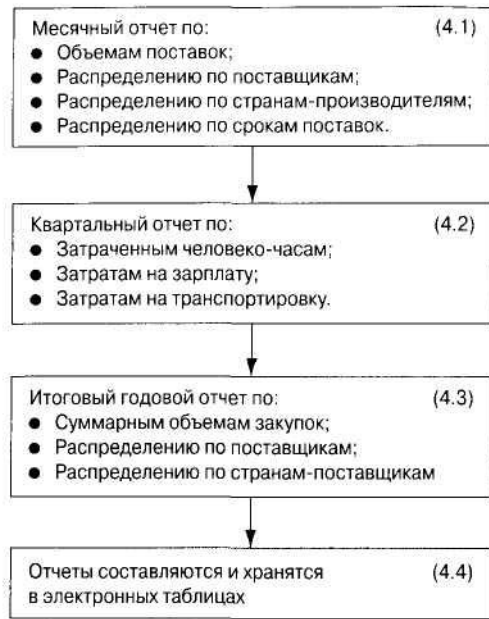 Месячный отчет по: (4.1)
● Объемам поставок;
● Распределению по поставщикам;
● Распределению по странам-производителям;
● Распределению по срокам поставок.
Квартальный отчет по: (4.2)
● Затраченным человеко-часам;
● Затратам на зарплату;
● Затратам на транспортировку.
Итоговый годовой отчет по: (4.3)
● Суммарным объемам закупок;
● Распределению по поставщикам;
● Распределению по странам-поставщикам
Отчеты составляются и хранятся (4.4)
в электронных таблицах